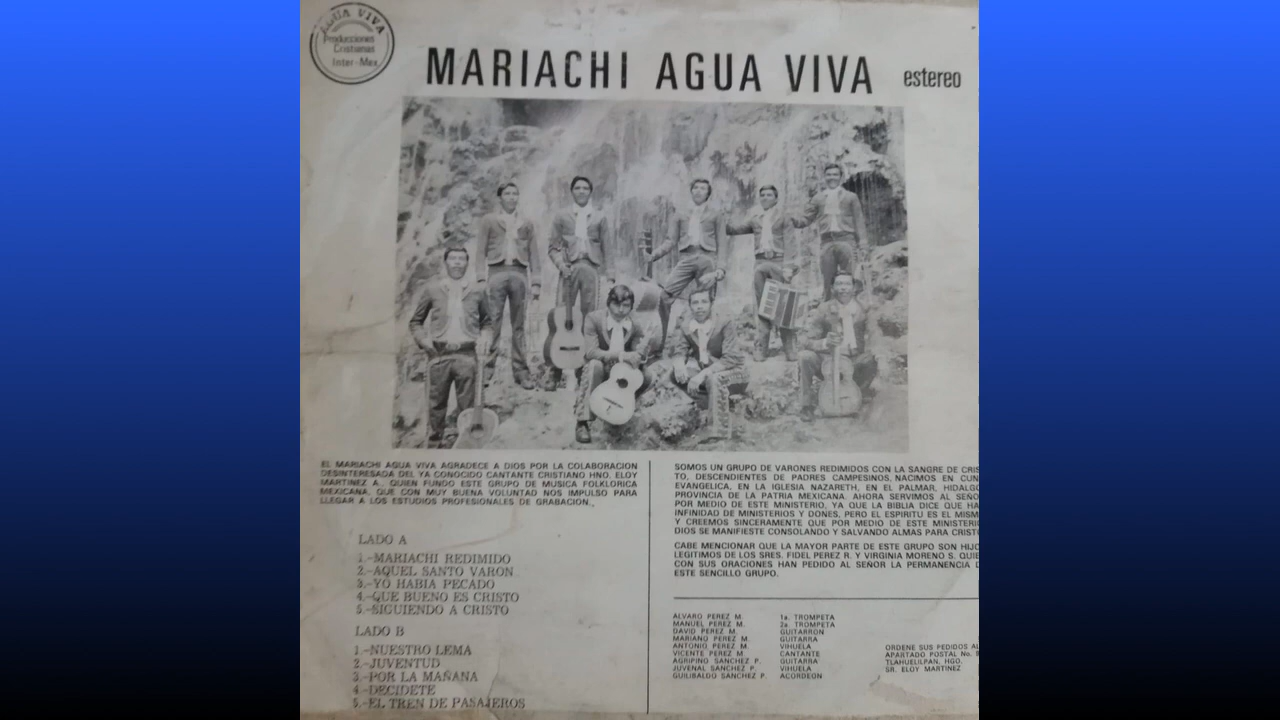 AGUA VIVA
Producciones
Cristianas
Inter-Mex.
MARIACHI AGUA VIVA estereo
EL MARIACHI AGUA VIVA AGRADECE A DIOS POR LA COLABORACION
DESINTERESADA DEL YA CONOCIDO CANTANTE CRISTIANO HNO. ELOY
MARTINEZ A., QUIEN FUNDO ESTE GRUPO DE MUSICA FOLKLORICA
MEXICANA, QUE CON MUY BUENA VOLUNTAD NOS IMPULSO PARA
LLEGAR A LOS ESTUDIOS PROFESIONALES DE GRABACION.,
LADO A
1.-MARIACHI REDIMIDO
2.-AQUEL SANTO VARON
3.-YO HABIA PECADO
4.-QUE BUENO ES CRISTO
5.-SIGUIENDO A CRISTO
LADO B
1.-NUESTRO LEMA
2.-JUVENTUD
3.-POR LA MAÑANA
4.-DECIDETE
5.-EL TREN DE PASAJEROS
SOMOS UN GRUPO DE VARONES REDIMIDOS CON LA SANGRE DE CRIS
TO, DESCENDIENTES DE PADRES CAMPESINOS, NACIMOS EN CUN
EVANGELICA, EN LA IGLESIA NAZARETH, EN EL PALMAR, HIDALGO
PROVINCIA DE LA PATRIA MEXICANA. AHORA SERVIMOS AL SEÑO
POR MEDIO DE ESTE MINISTERIO, YA QUE LA BIBLIA DICE QUE HA
INFINIDAD DE MINISTERIOS Y DONES, PERO EL ESPIRITU ES EL MISM
Y CREEMOS SINCERAMENTE QUE POR MEDIO DE ESTE MINISTERIO
DIOS SE MANIFIESTE CONSOLANDO Y SALVANDO ALMAS PARA CRISTO
CABE MENCIONAR QUE LA MAYOR PARTE DE ESTE GRUPO SON HIJO
LEGITIMOS DE LOS SRES. FIDEL PEREZ R. Y VIRGINIA MORENO S. QUIE
CON SUS ORACIONES HAN PEDIDO AL SEÑOR LA PERMANENCIA D
ESTE SENCILLO GRUPO.
ALVARO PEREZ M. 1a. TROMPETA
MANUEL PEREZ M. 2a. TROMPETA
DAVID PEREZ M. GUITARRON
MARIANO PEREZ M. GUITARRA
ANTONIO PEREZ M. VIHUELA
VICENTE PEREZ M. CANTANTE
AGRIPINO SANCHEZ P. GUITARRA
JUVENAL SANCHEZ P. VIHUELA
GUILIBALDO SANCHEZ P. ACORDEON
ORDENE SUS PEDIDOS AL
APARTADO POSTAL No.
TLAHUELILPAN, HGO.
SR. ELOY MARTINEZ